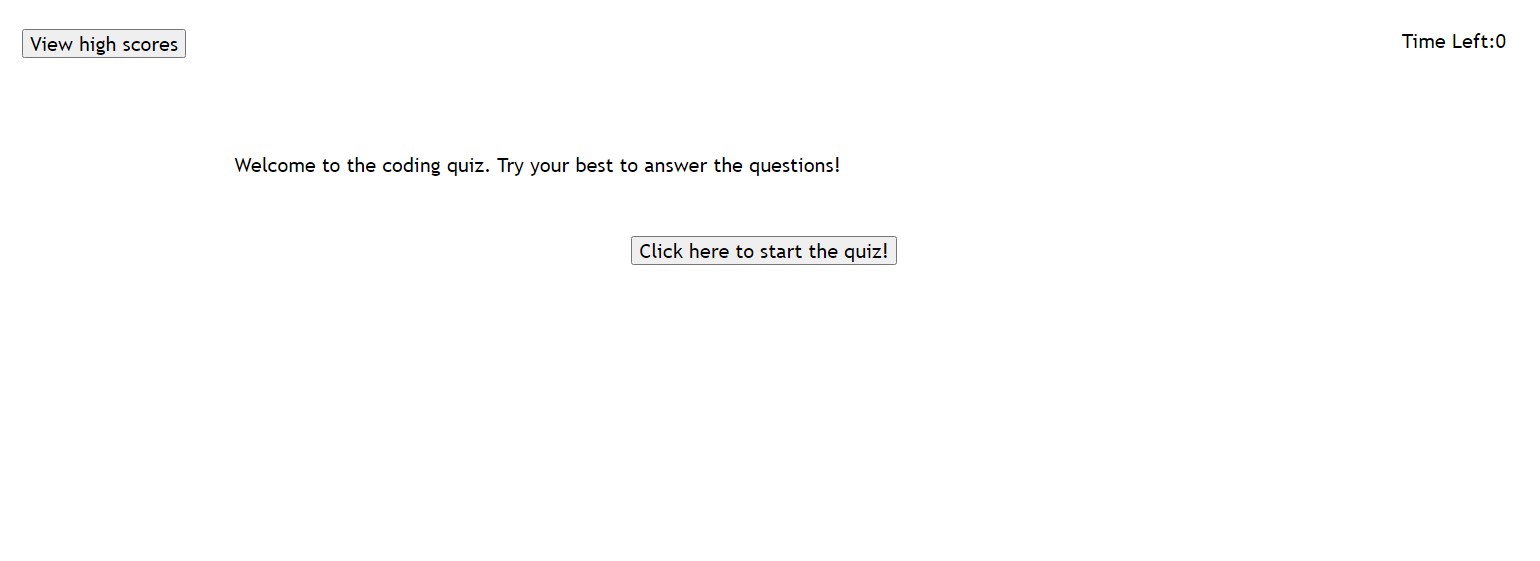 View high scores
Time Left:0
Welcome to the coding quiz. Try your best to answer the questions!
Click here to start the quiz!